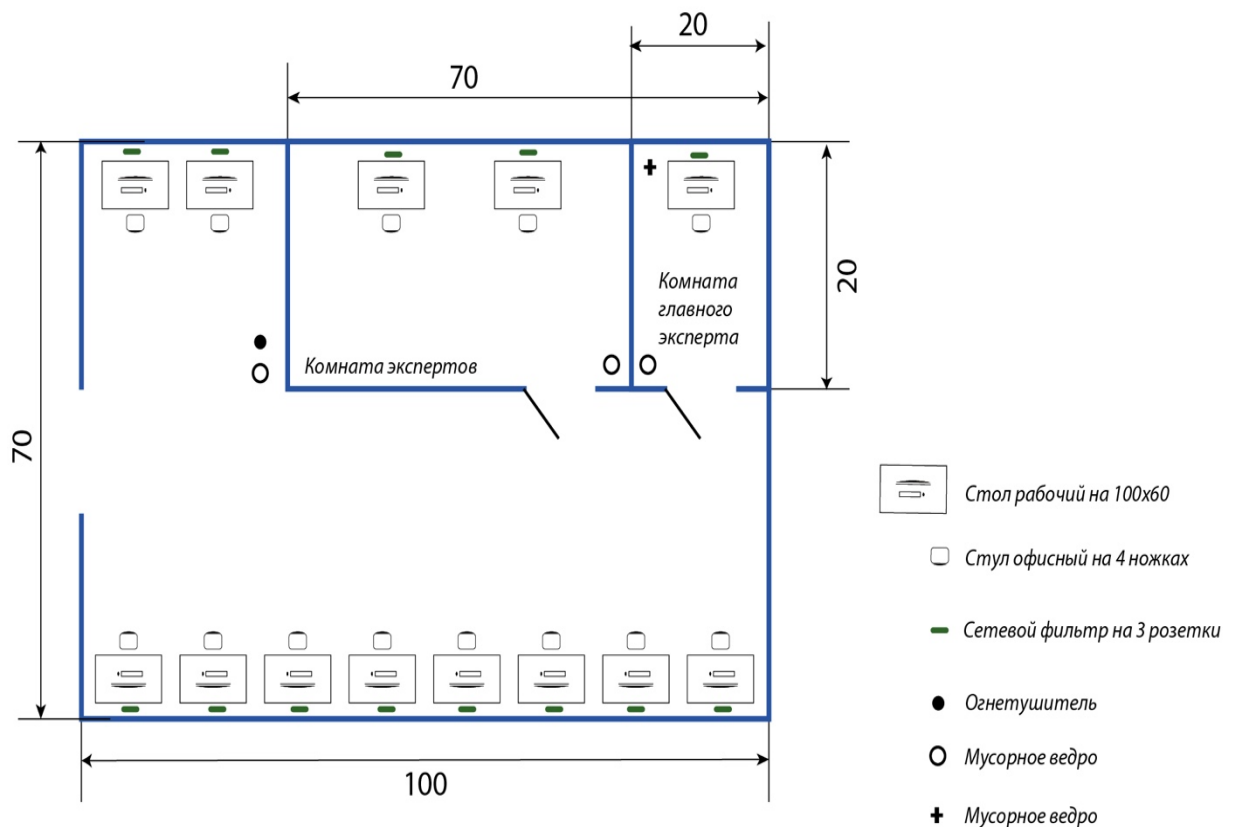 20
70
20
70
Комната
главного
эксперта
Комната экспертов
100
Стол рабочий на 100х60
Стул офисный на 4 ножках
Сетевой фильтр на 3 розетки
Огнетушитель
Мусорное ведро
Мусорное ведро